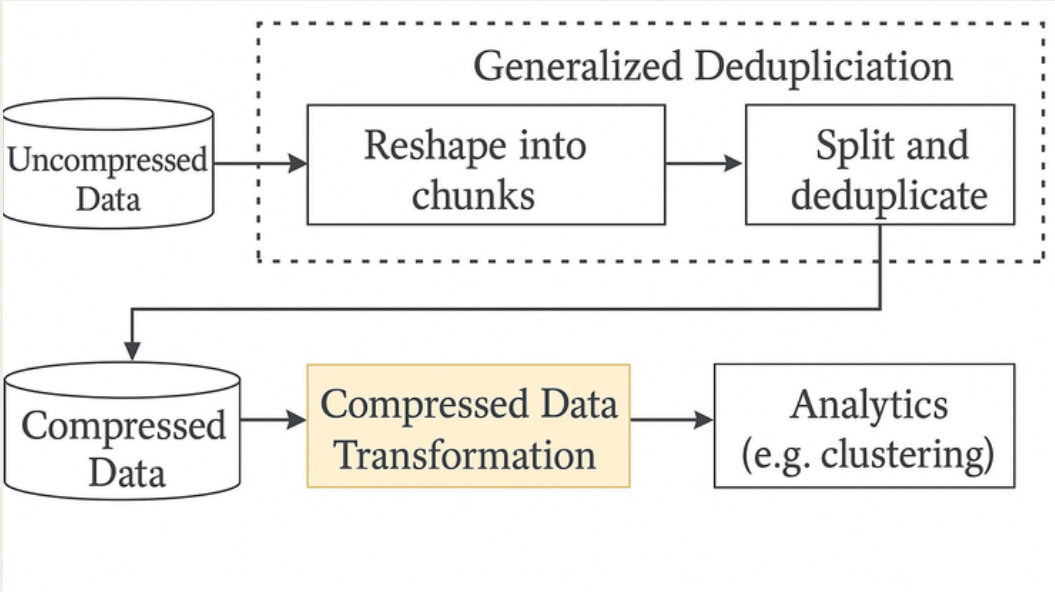 Generalized Dedupliciation
Uncompressed
Data
Reshape into
chunks
Split and
deduplicate
Compressed
Data
Compressed Data
Transformation
Analytics
(e.g. clustering)